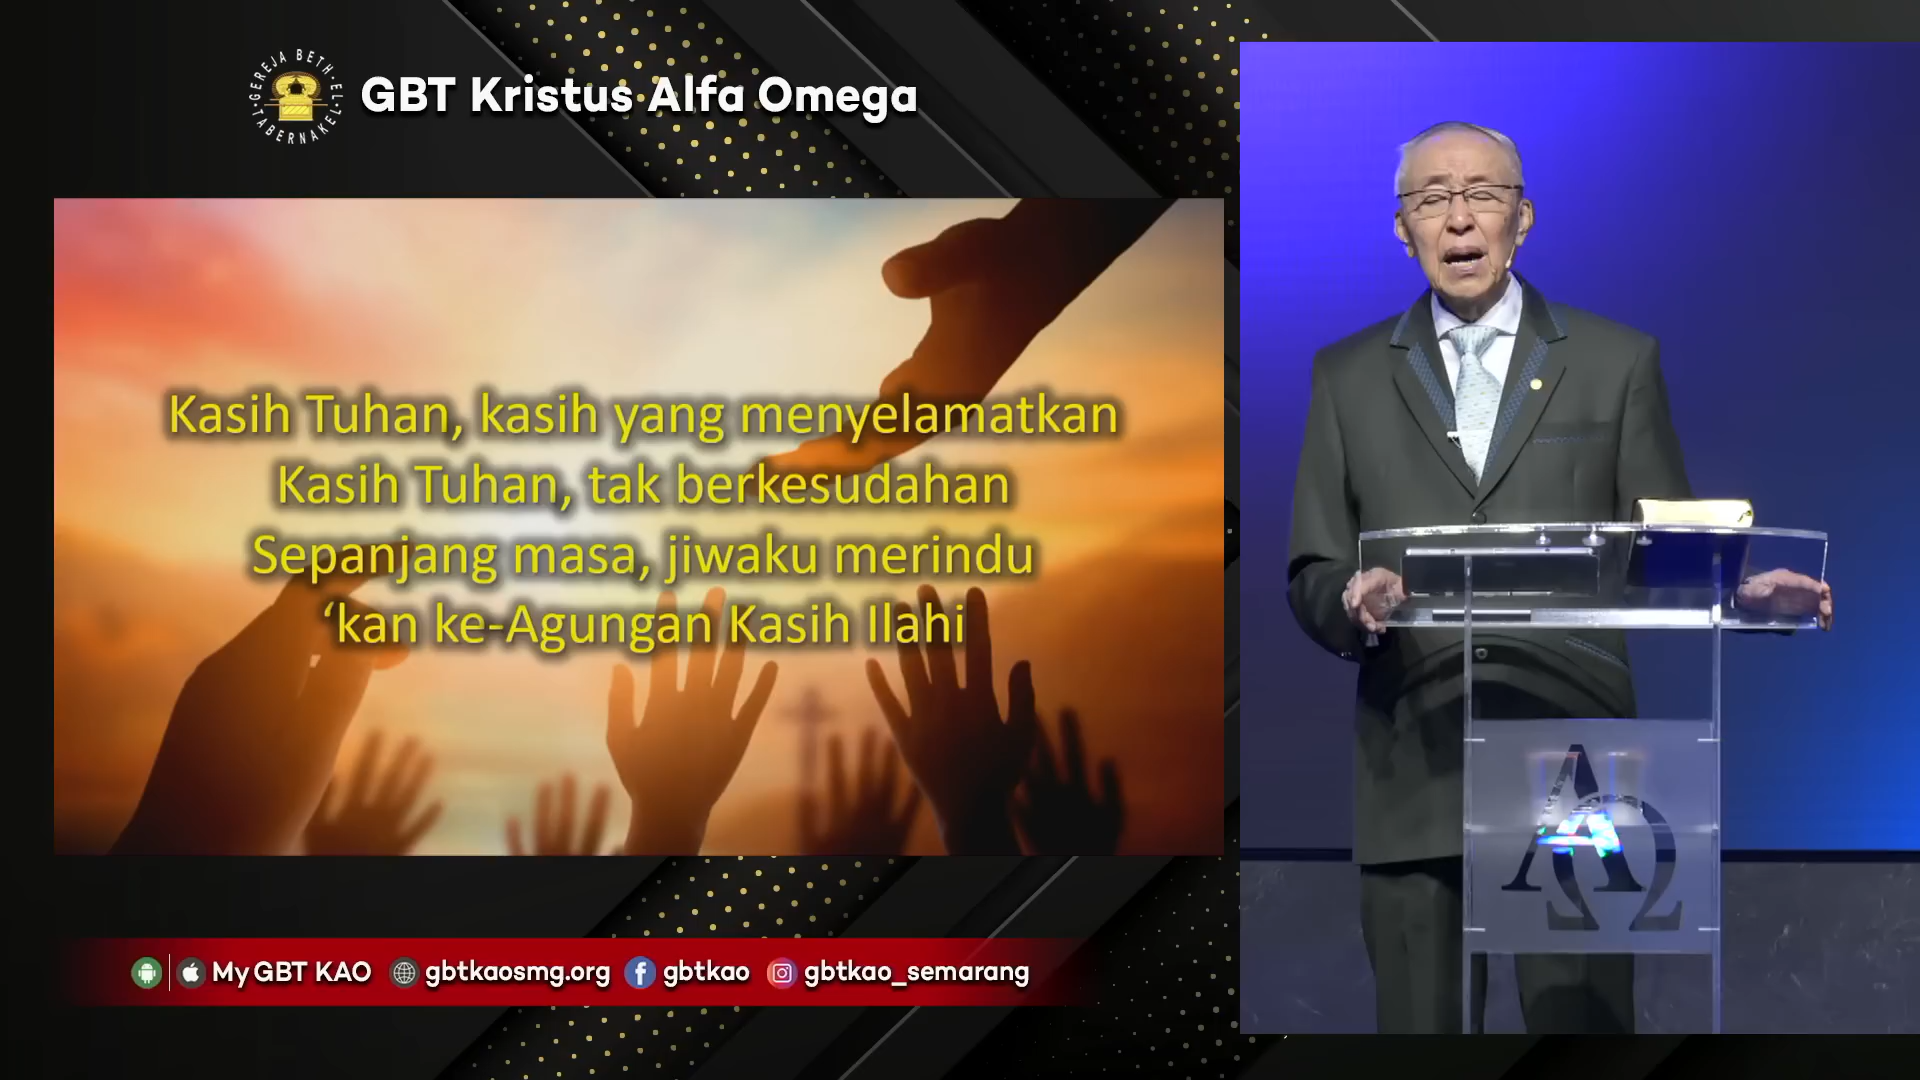 GEREJA BETH-EL
TABERNAKEL
GBT Kristus Alfa Omega
Kasih Tuhan, kasih yang menyelamatkan
Kasih Tuhan, tak berkesudahan
Sepanjang masa, jiwaku merindu
‘kan ke-Agungan Kasih Ilahi
My GBT KAO gbtkaosmg.org gbtkao gbtkao_semarang
ΑΩ